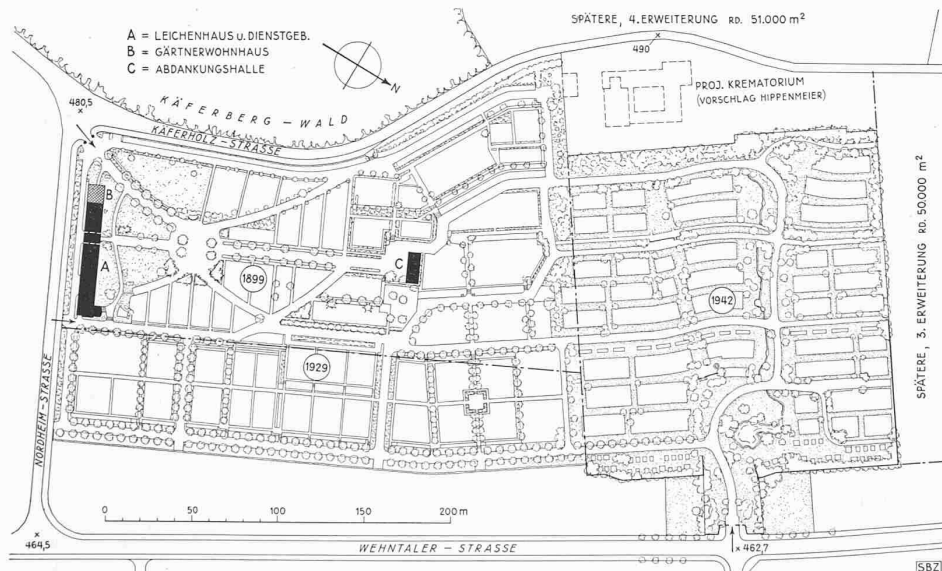 SPÄTERE, 4. ERWEITERUNG RD. 51.000 m²
490
A = LEICHENHAUS U. DIENSTGEB.
B = GÄRTNERWOHNHAUS
C = ABDANKUNGSHALLE
N
PROJ. KREMATORIUM
(VORSCHLAG HIPPENMEIER)
480,5
KÄFERBERG – WALD
KÄFERHOLZ – STRASSE
B
A
C
1899
1942
1929
SPÄTERE, 3. ERWEITERUNG RD. 50.000 m²
NORDHEIM – STRASSE
0 50 100 150 200 m
464,5
WEHNTALER – STRASSE
462,7
SBZ